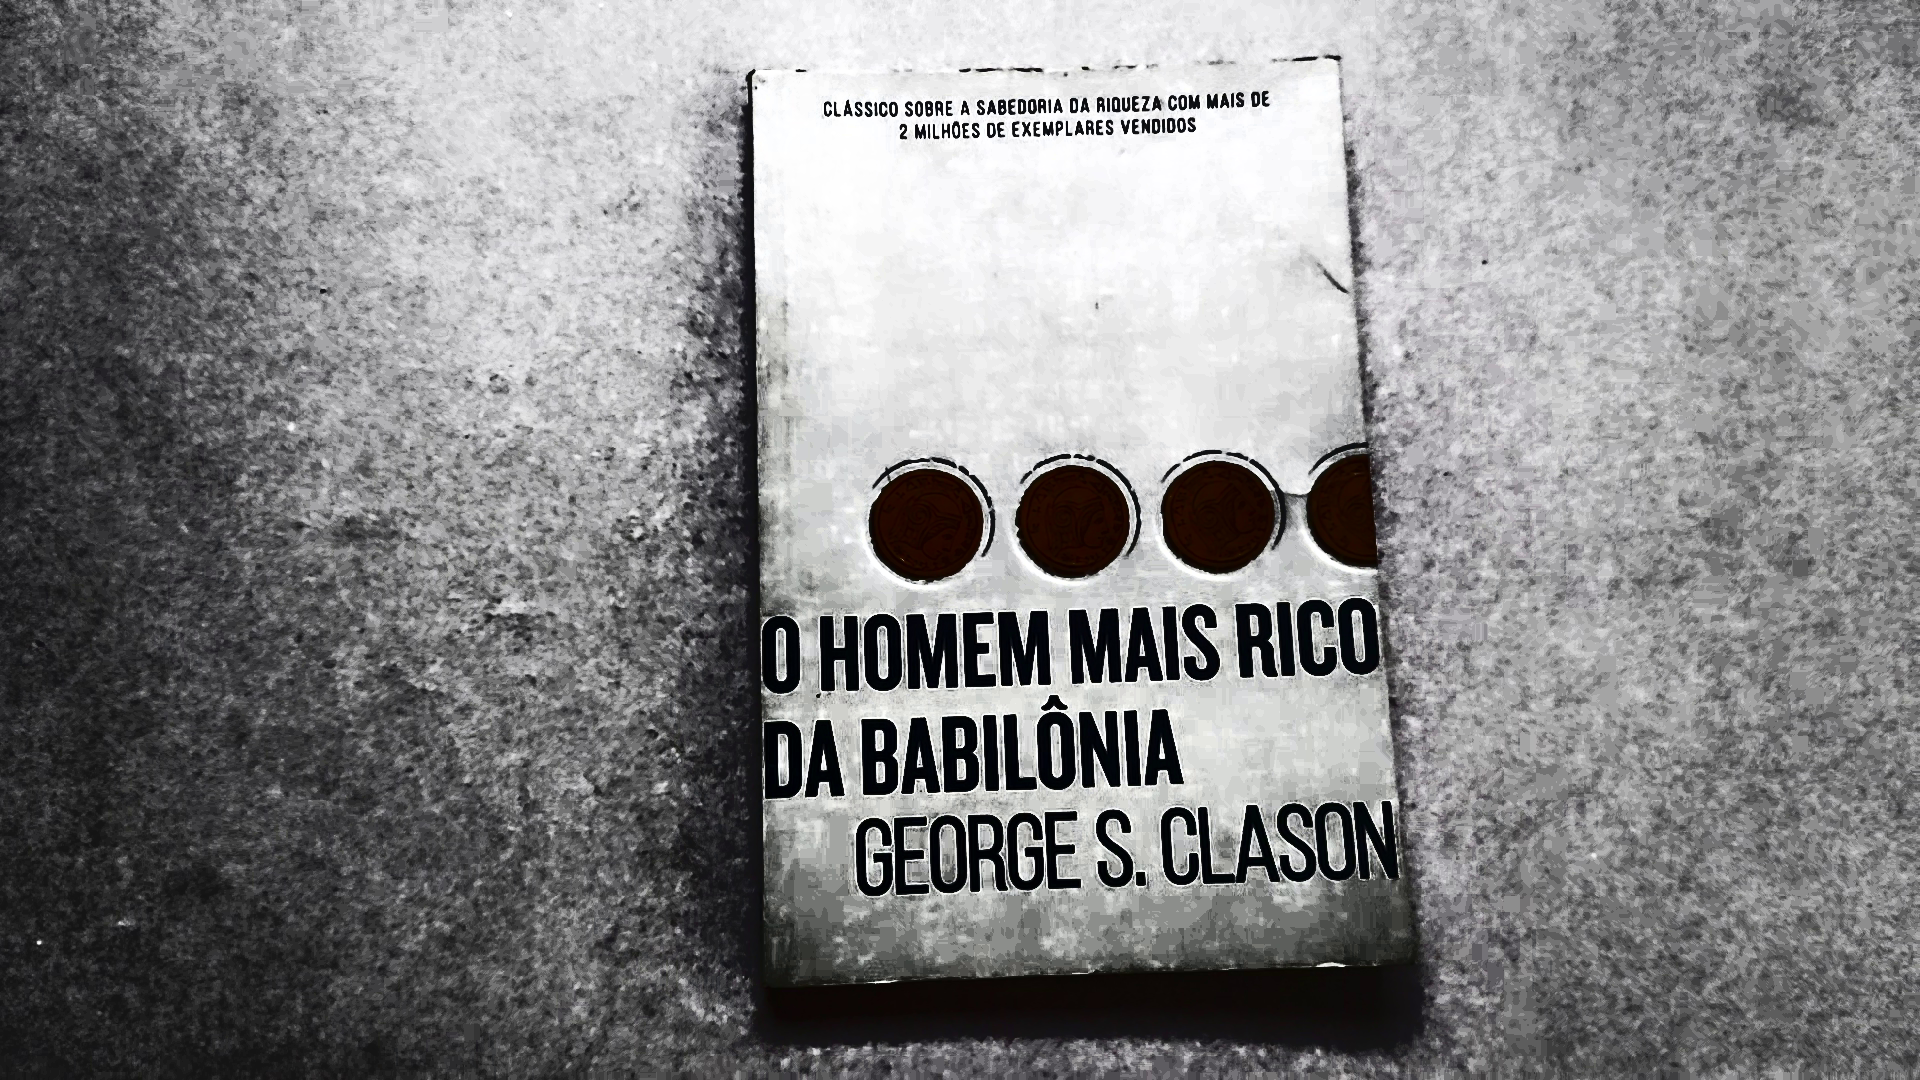 CLÁSSICO SOBRE A SABEDORIA DA RIQUEZA COM MAIS DE
2 MILHÕES DE EXEMPLARES VENDIDOS
O HOMEM MAIS RICO
DA BABILÔNIA
GEORGE S. CLASON